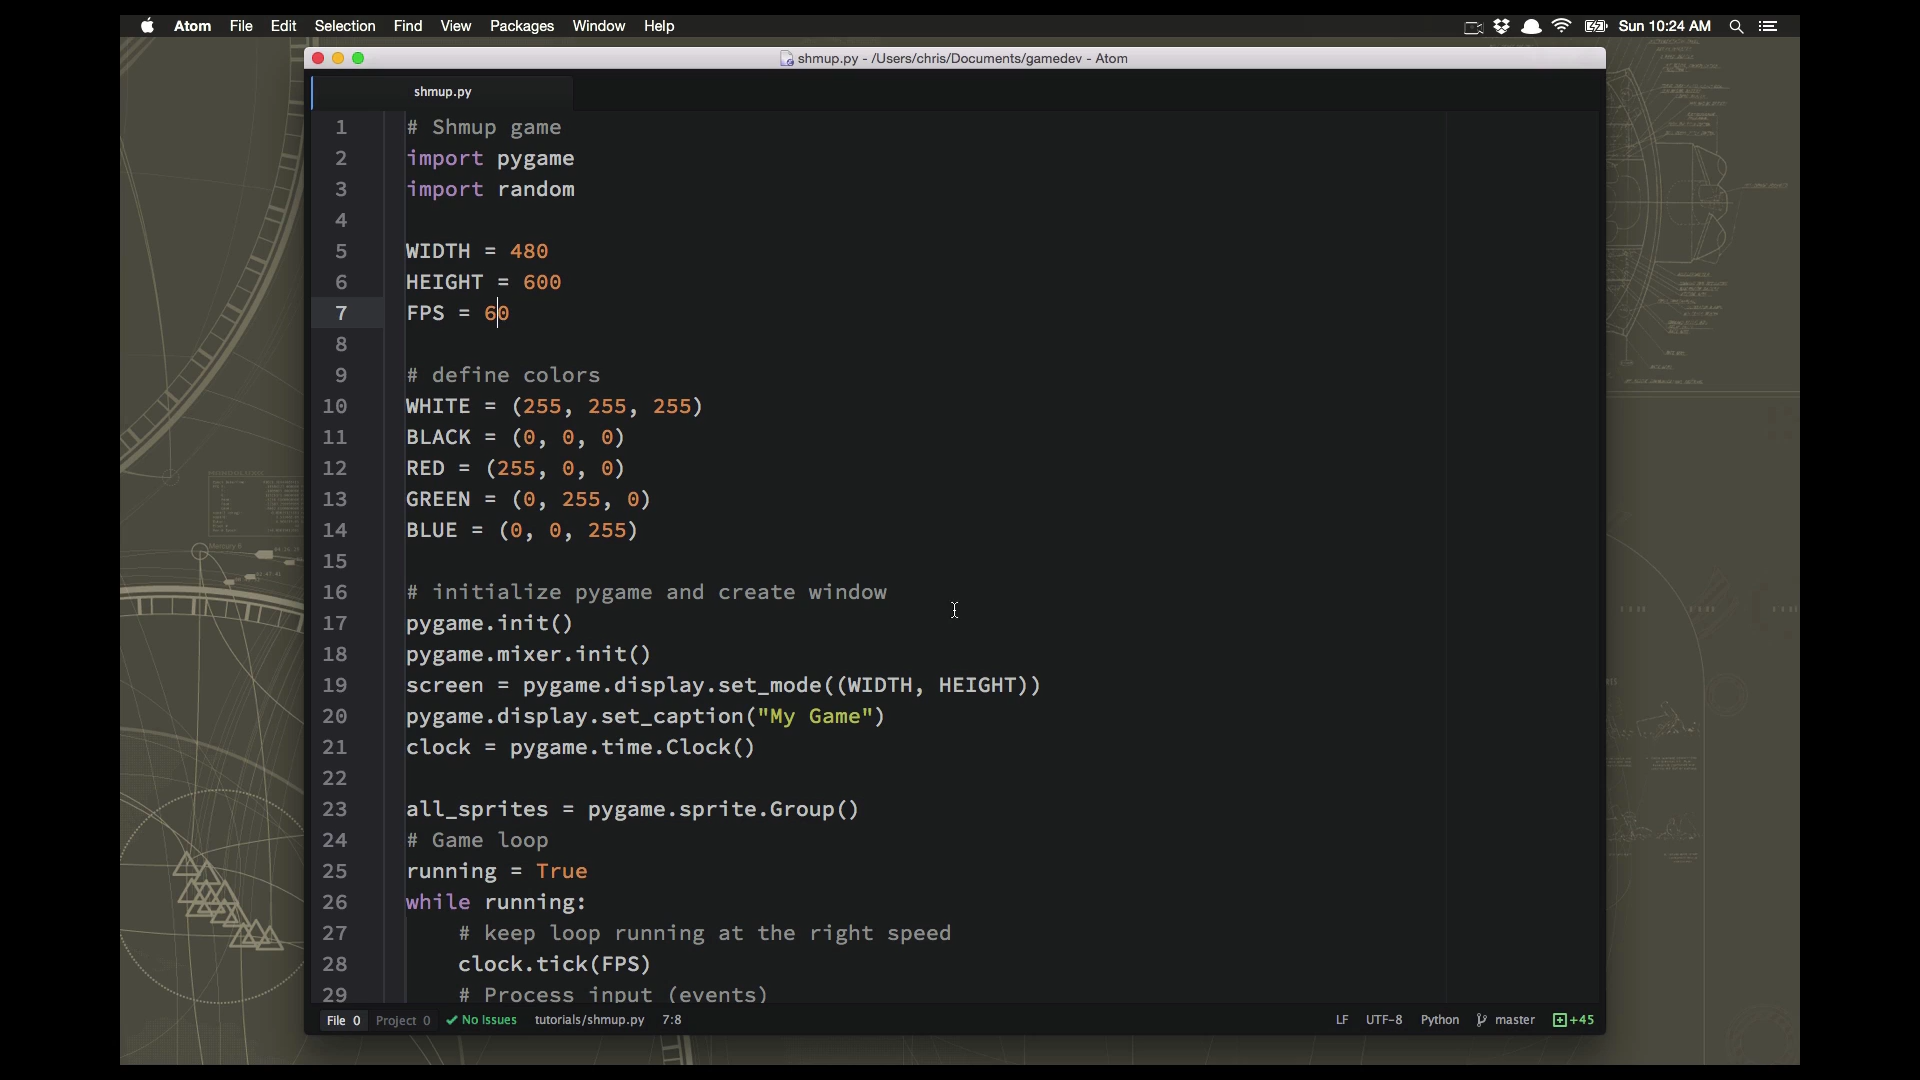 Atom File Edit Selection Find View Packages Window Help Sun 10:24 AM
shmup.py - /Users/chris/Documents/gamedev - Atom
shmup.py
1 # Shmup game
2 import pygame
3 import random
4
5 WIDTH = 480
6 HEIGHT = 600
7 FPS = 60
8
9 # define colors
10 WHITE = (255, 255, 255)
11 BLACK = (0, 0, 0)
12 RED = (255, 0, 0)
13 GREEN = (0, 255, 0)
14 BLUE = (0, 0, 255)
15
16 # initialize pygame and create window
17 pygame.init()
18 pygame.mixer.init()
19 screen = pygame.display.set_mode((WIDTH, HEIGHT))
20 pygame.display.set_caption("My Game")
21 clock = pygame.time.Clock()
22
23 all_sprites = pygame.sprite.Group()
24 # Game loop
25 running = True
26 while running:
27 # keep loop running at the right speed
28 clock.tick(FPS)
29 # Process input (events)
File 0 Project 0 No Issues tutorials/shmup.py 7:8 LF UTF-8 Python master +45